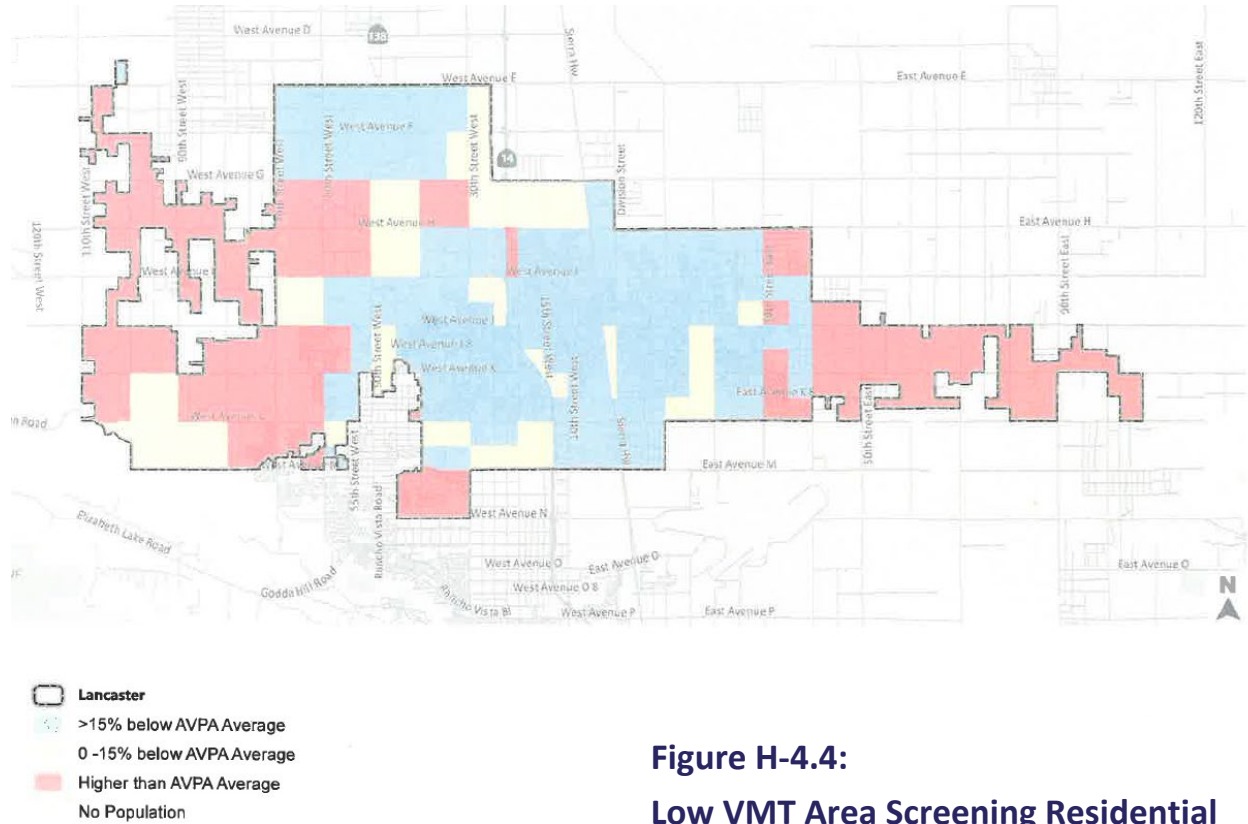 West Avenue D
138
Sierra Hw
West Avenue E
East Avenue E
120th Street East
90th Street West
West Avenue F
30th Street West
14
West Avenue G
Division Street
110th Street West
West Avenue H
East Avenue H
120th Street West
West Avenue I
90th Street East
West Avenue J
15th Street West
West Avenue J 8
50th Street West
West Avenue K
10th Street West
East Avenue K 8
West Avenue L
50th Street East
55th Street West
East Avenue M
West Avenue N
Elizabeth Lake Road
Rancho Vista Road
West Avenue O
East Avenue O
East Avenue O
Godde Hill Road
West Avenue O 8
Rancho Vista Bl
West Avenue P
East Avenue P
N
Lancaster
>15% below AVPA Average
0 -15% below AVPA Average
Higher than AVPA Average
No Population
Figure H-4.4:
Low VMT Area Screening Residential